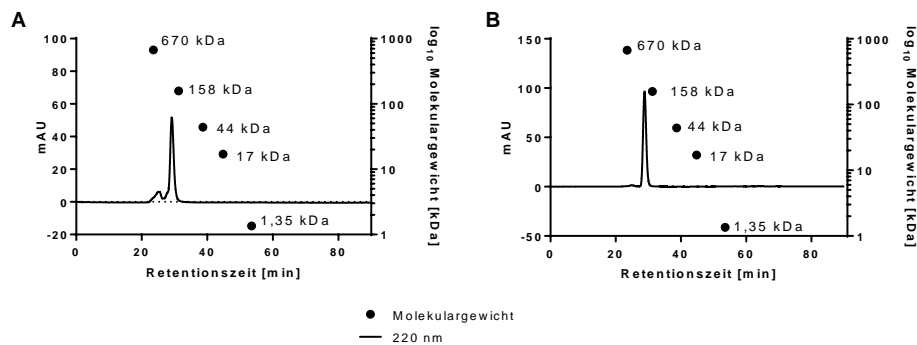 A
100
80
60
40
20
0
-20
mAU
0 20 40 60 80
Retentionszeit [min]
1000
100
10
1
log10 Molekulargewicht [kDa]
670 kDa
158 kDa
44 kDa
17 kDa
1,35 kDa
B
150
100
50
0
-50
mAU
0 20 40 60 80
Retentionszeit [min]
1000
100
10
1
log10 Molekulargewicht [kDa]
670 kDa
158 kDa
44 kDa
17 kDa
1,35 kDa
Molekulargewicht
220 nm